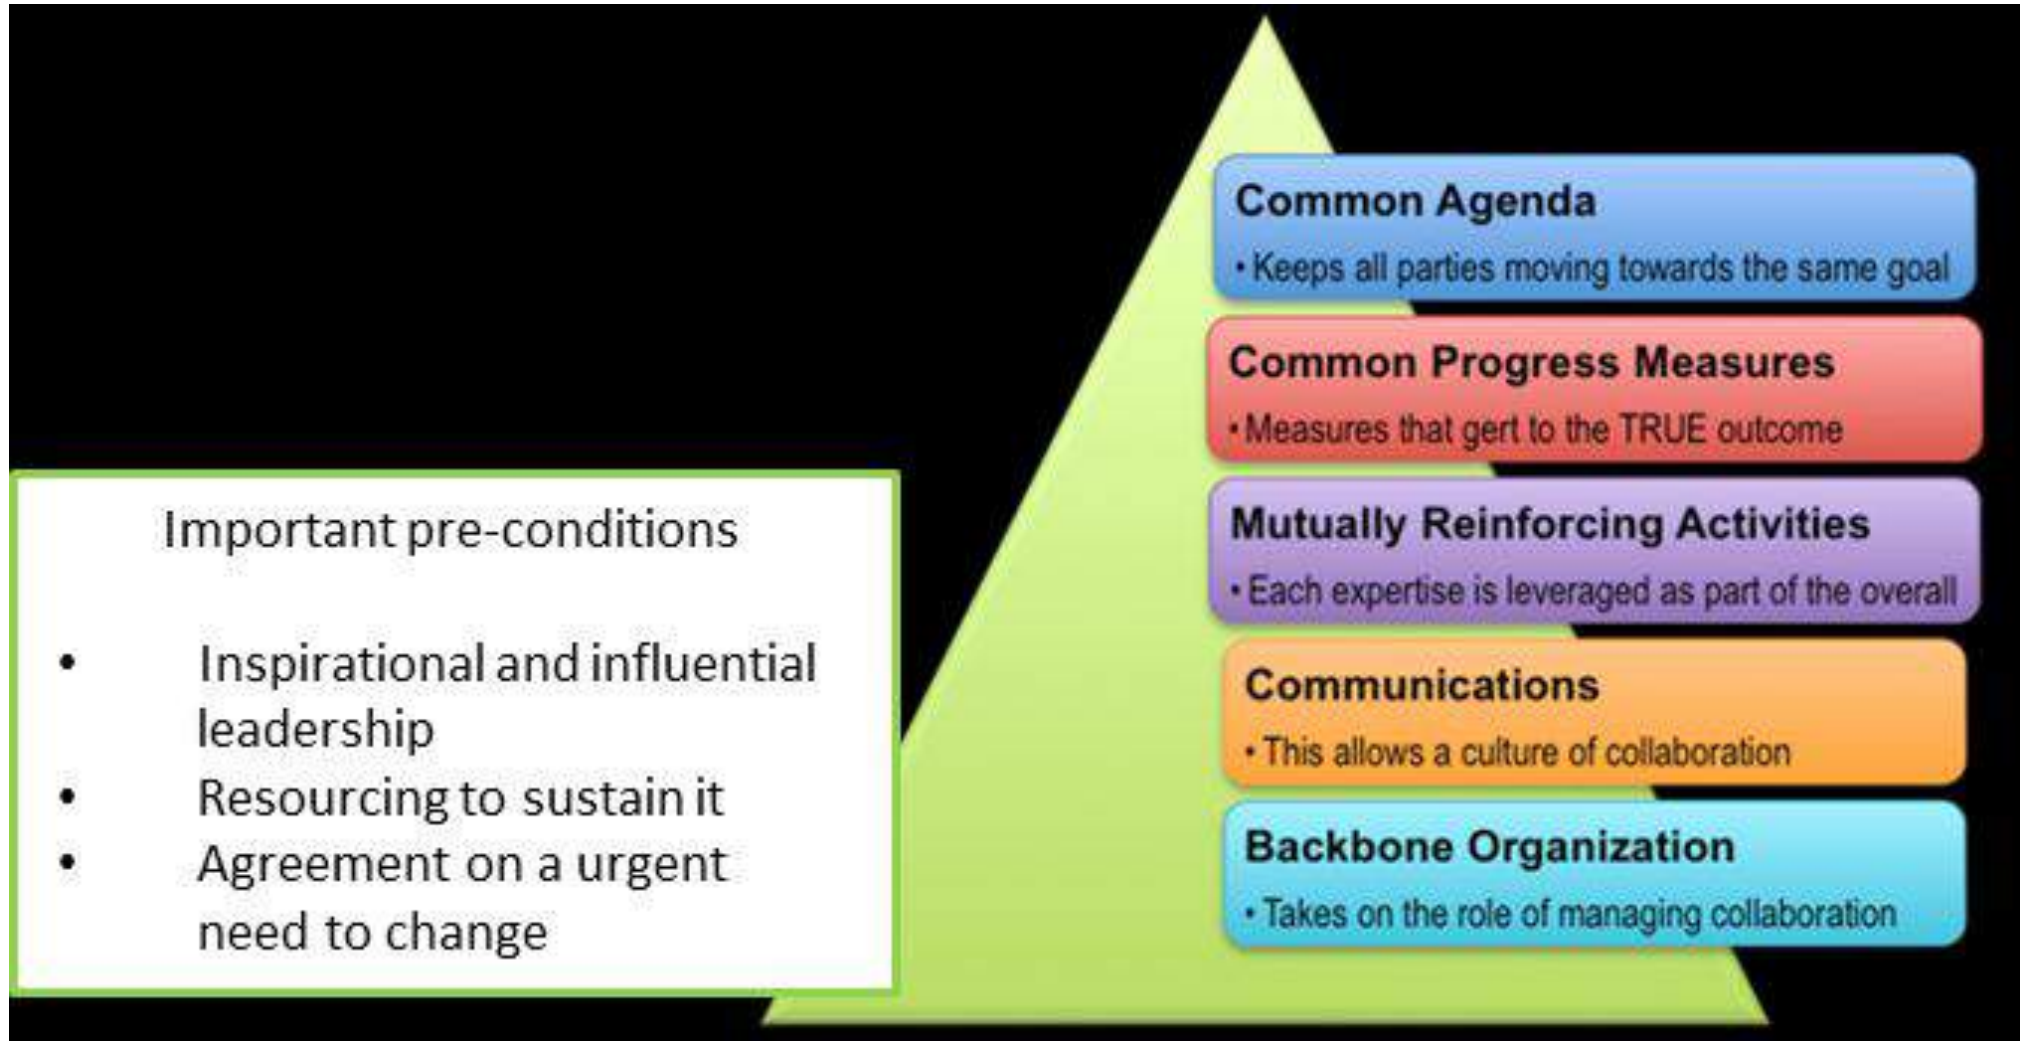 Important pre-conditions
• Inspirational and influential
leadership
• Resourcing to sustain it
• Agreement on a urgent
need to change
Common Agenda
• Keeps all parties moving towards the same goal
Common Progress Measures
• Measures that gert to the TRUE outcome
Mutually Reinforcing Activities
• Each expertise is leveraged as part of the overall
Communications
• This allows a culture of collaboration
Backbone Organization
• Takes on the role of managing collaboration